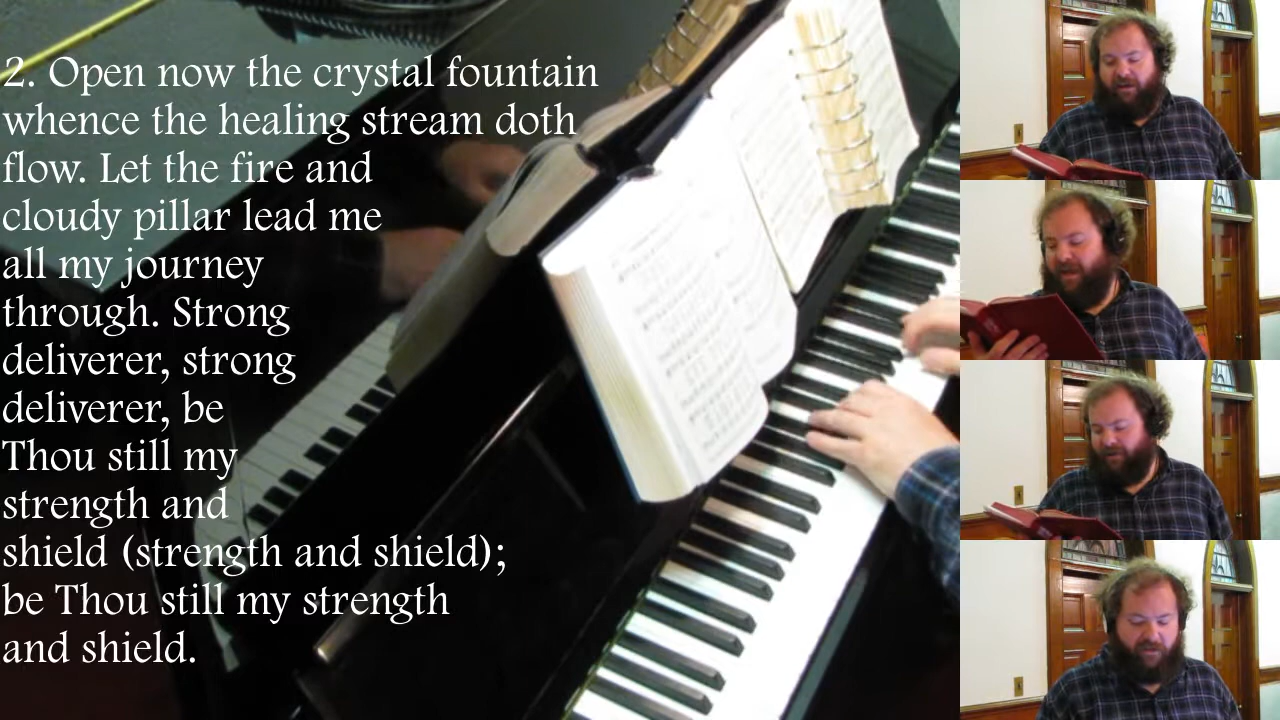 2. Open now the crystal fountain
whence the healing stream doth
flow. Let the fire and
cloudy pillar lead me
all my journey
through. Strong
deliverer, strong
deliverer, be
Thou still my
strength and
shield (strength and shield);
be Thou still my strength
and shield.